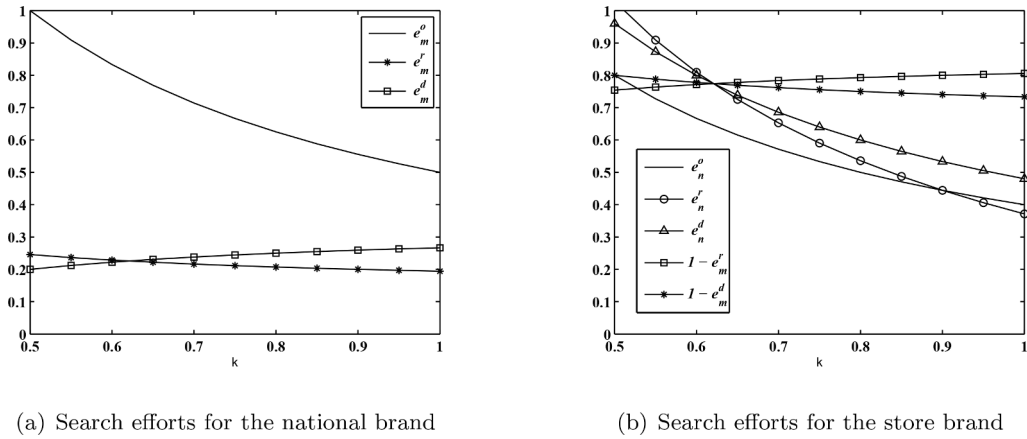 1
0.9
0.8
0.7
0.6
0.5
0.4
0.3
0.2
0.1
0
0.5 0.6 0.7 0.8 0.9 1
k
e_m^o
e_m^r
e_m^d
(a) Search efforts for the national brand
1
0.9
0.8
0.7
0.6
0.5
0.4
0.3
0.2
0.1
0
0.5 0.6 0.7 0.8 0.9 1
k
e_n^o
e_n^r
e_n^d
1 − e_m^r
1 − e_m^d
(b) Search efforts for the store brand